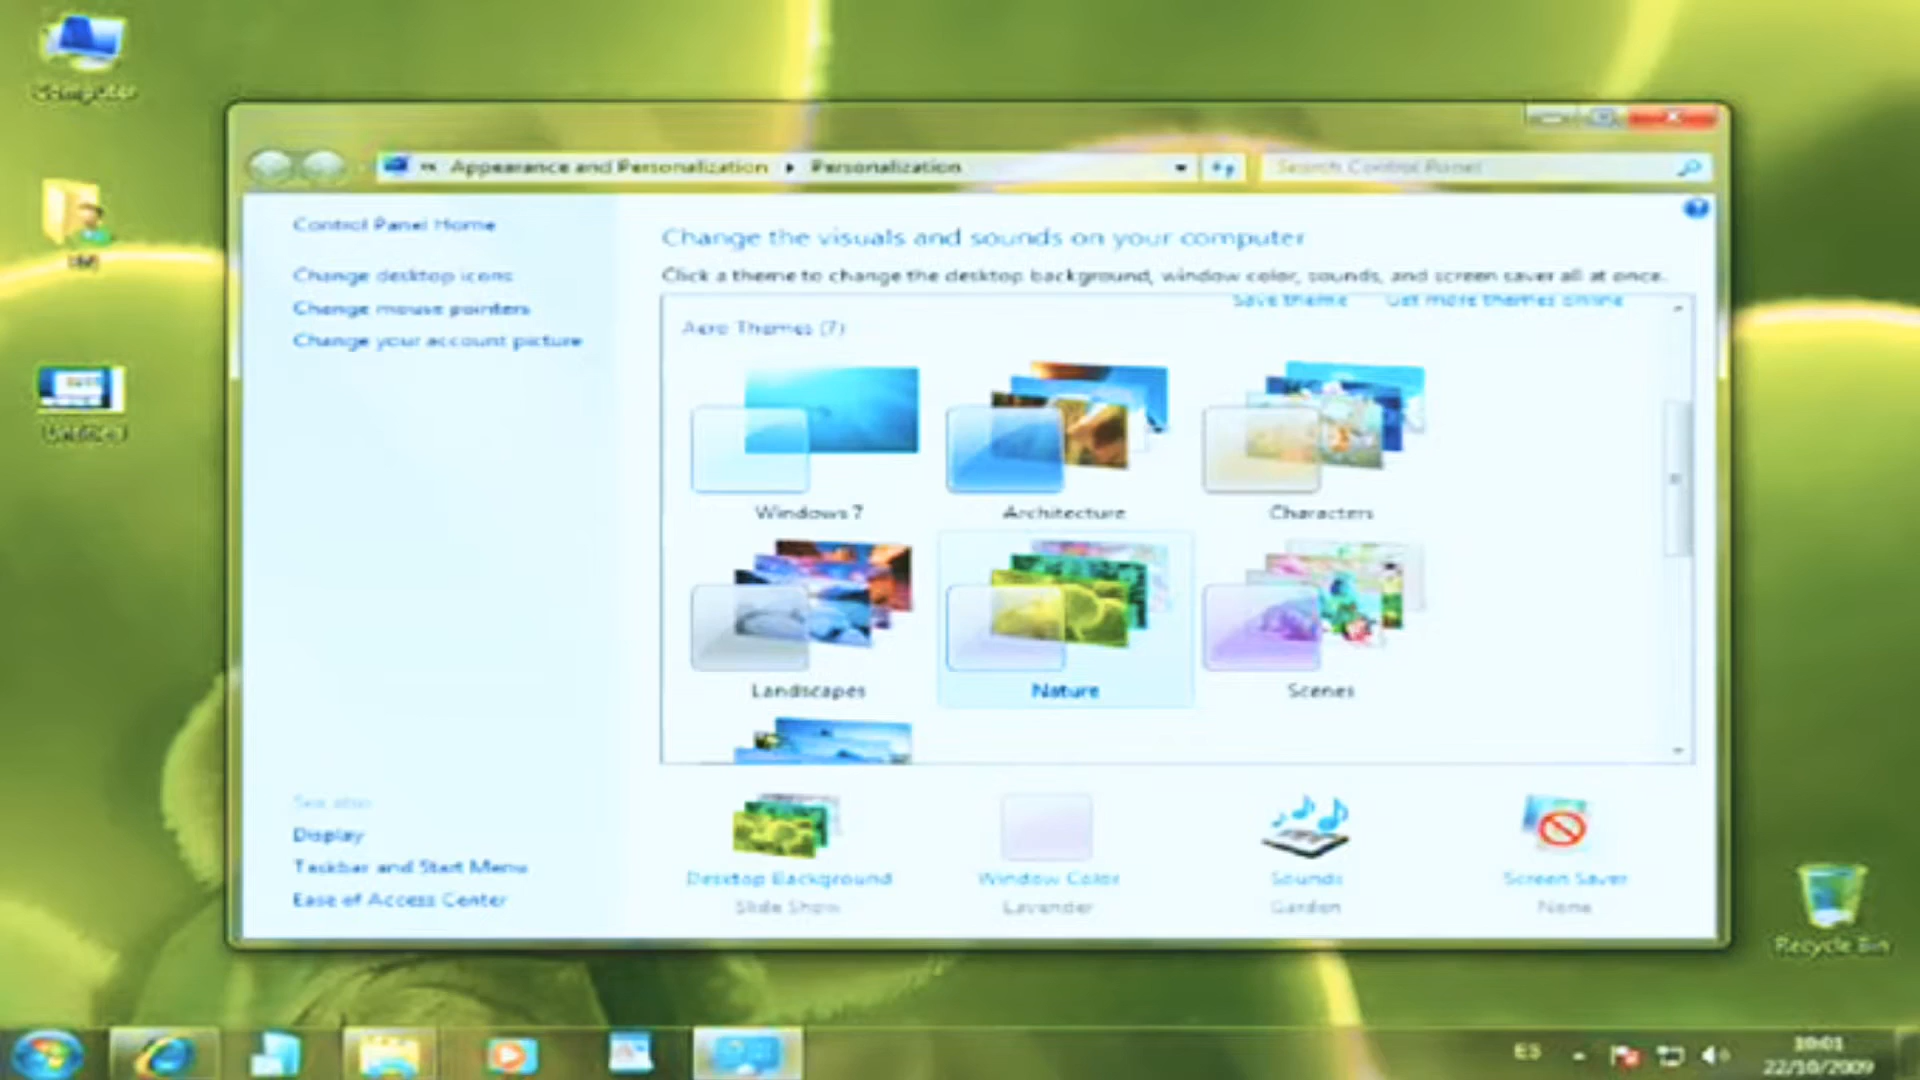 Computer
Appearance and Personalization ▸ Personalization
Search Control Panel
Control Panel Home
Change desktop icons
Change mouse pointers
Change your account picture
Change the visuals and sounds on your computer
Click a theme to change the desktop background, window color, sounds, and screen saver all at once.
Save theme Get more themes online
Aero Themes (7)
Windows 7 Architecture Characters
Landscapes Nature Scenes
See also
Display
Taskbar and Start Menu
Ease of Access Center
Desktop Background Window Color Sounds Screen Saver
Slide Show Lavender Garden None
Recycle Bin
ES
10:01
22/10/2009